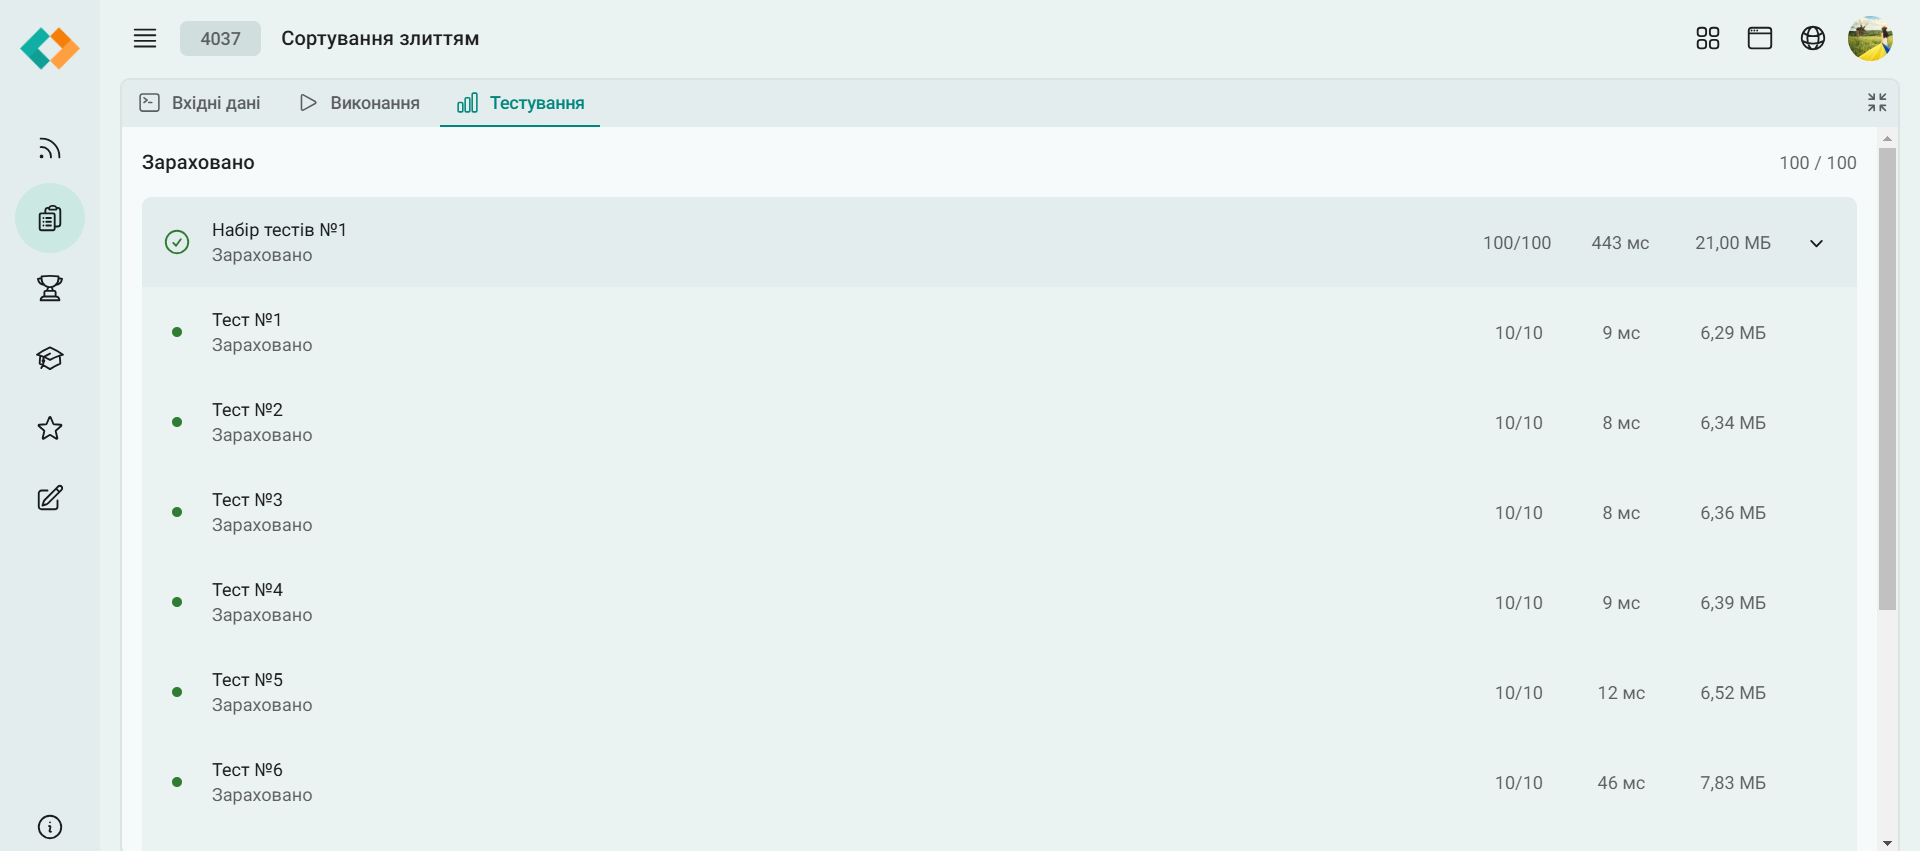 4037 Сортування злиттям
Вхідні дані Виконання Тестування
Зараховано 100 / 100
Набір тестів №1
Зараховано
100/100 443 мс 21,00 МБ
Тест №1
Зараховано
10/10 9 мс 6,29 МБ
Тест №2
Зараховано
10/10 8 мс 6,34 МБ
Тест №3
Зараховано
10/10 8 мс 6,36 МБ
Тест №4
Зараховано
10/10 9 мс 6,39 МБ
Тест №5
Зараховано
10/10 12 мс 6,52 МБ
Тест №6
Зараховано
10/10 46 мс 7,83 МБ